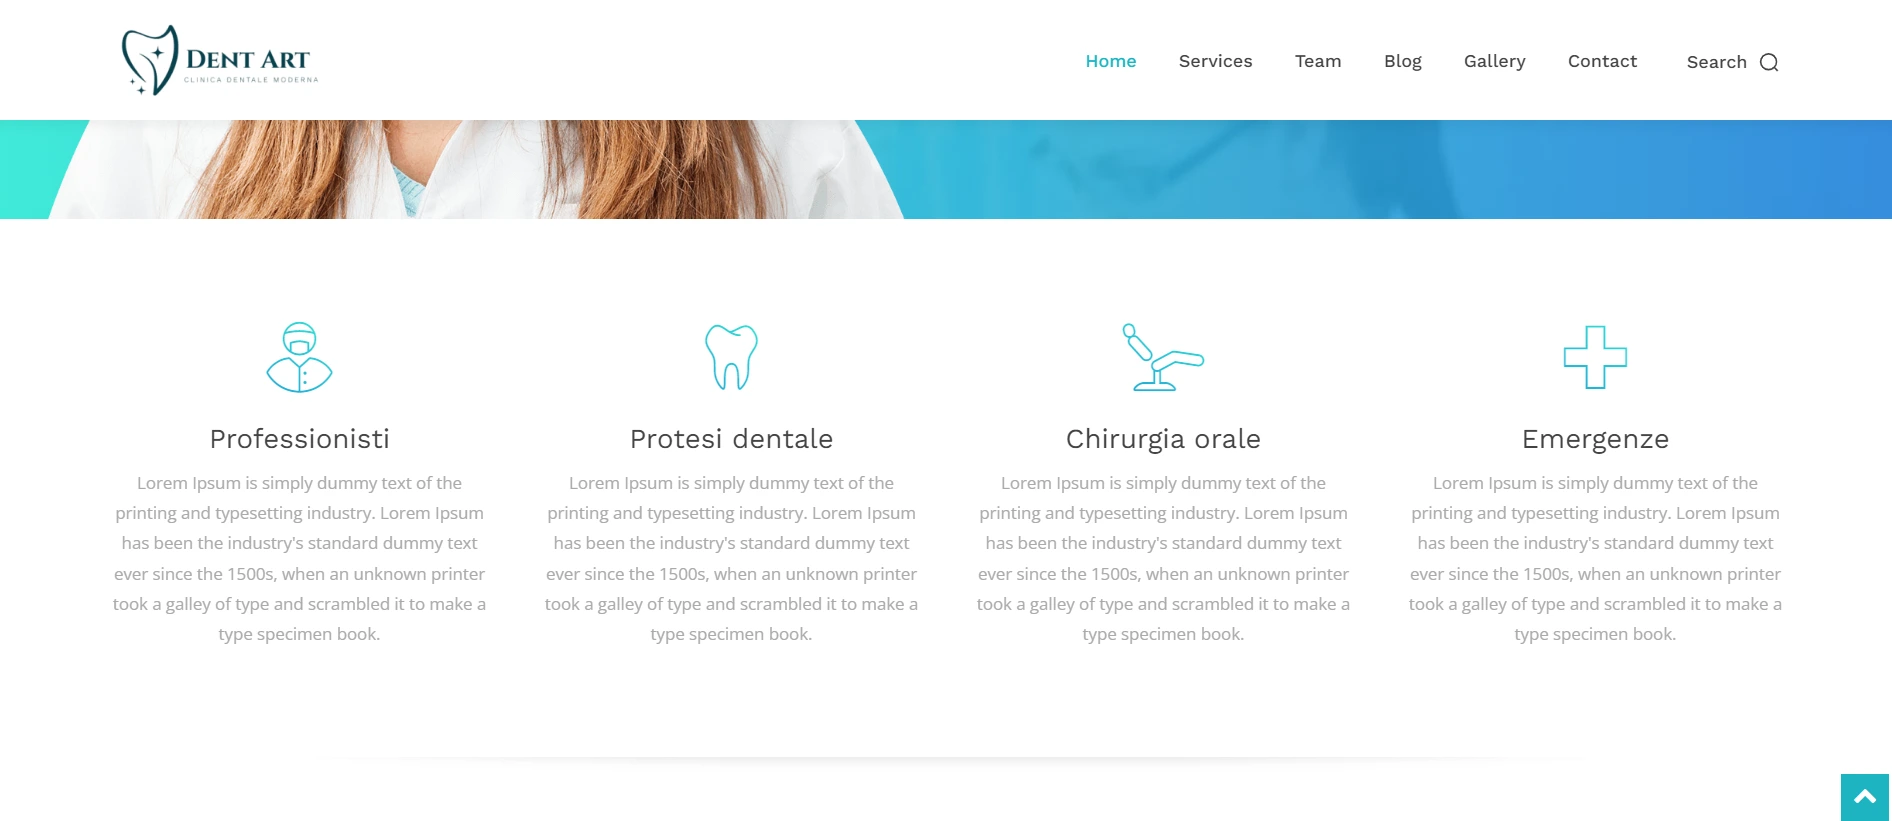 DENT ART
CLINICA DENTALE MODERNA
Home
Services
Team
Blog
Gallery
Contact
Search
Professionisti
Lorem Ipsum is simply dummy text of the
printing and typesetting industry. Lorem Ipsum
has been the industry's standard dummy text
ever since the 1500s, when an unknown printer
took a galley of type and scrambled it to make a
type specimen book.
Protesi dentale
Lorem Ipsum is simply dummy text of the
printing and typesetting industry. Lorem Ipsum
has been the industry's standard dummy text
ever since the 1500s, when an unknown printer
took a galley of type and scrambled it to make a
type specimen book.
Chirurgia orale
Lorem Ipsum is simply dummy text of the
printing and typesetting industry. Lorem Ipsum
has been the industry's standard dummy text
ever since the 1500s, when an unknown printer
took a galley of type and scrambled it to make a
type specimen book.
Emergenze
Lorem Ipsum is simply dummy text of the
printing and typesetting industry. Lorem Ipsum
has been the industry's standard dummy text
ever since the 1500s, when an unknown printer
took a galley of type and scrambled it to make a
type specimen book.